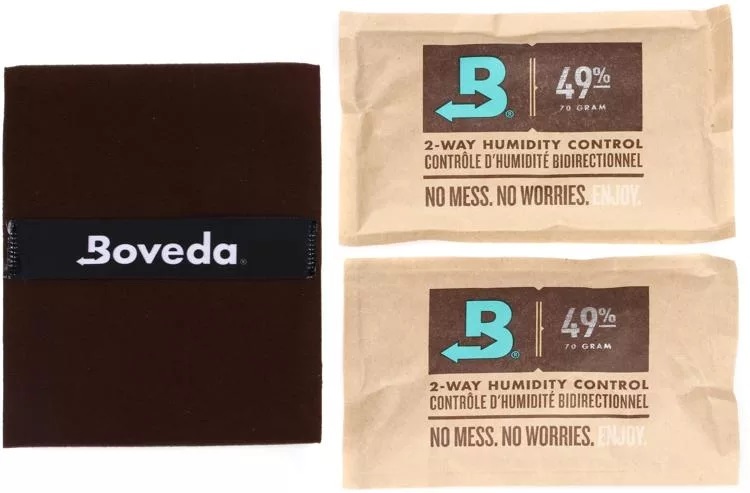 Boveda®
B® 49%
70 GRAM
2-WAY HUMIDITY CONTROL
CONTRÔLE D'HUMIDITÉ BIDIRECTIONNEL
NO MESS. NO WORRIES. ENJOY.
B® 49%
70 GRAM
2-WAY HUMIDITY CONTROL
CONTRÔLE D'HUMIDITÉ BIDIRECTIONNEL
NO MESS. NO WORRIES. ENJOY.